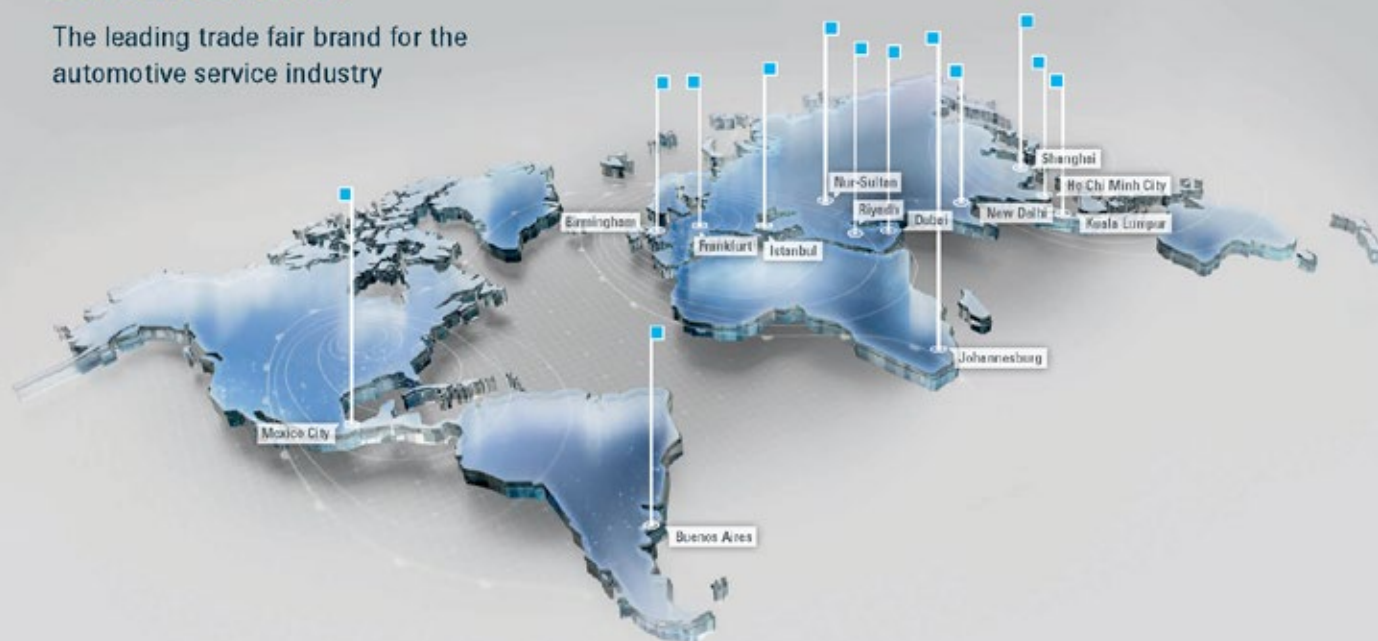 The leading trade fair brand for the
automotive service industry
Shanghai
Nur-Sultan
Ho Chi Minh City
Birmingham
Riyadh
Dubai
New Delhi
Kuala Lumpur
Frankfurt
Istanbul
Johannesburg
Mexico City
Buenos Aires